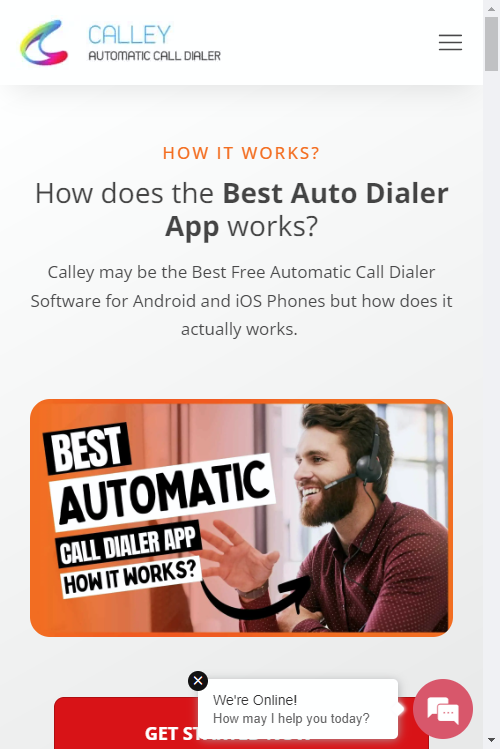 CALLEY
AUTOMATIC CALL DIALER
HOW IT WORKS?
How does the Best Auto Dialer
App works?
Calley may be the Best Free Automatic Call Dialer
Software for Android and iOS Phones but how does it
actually works.
BEST
AUTOMATIC
CALL DIALER APP
HOW IT WORKS?
We're Online!
How may I help you today?
GET STARTED NOW